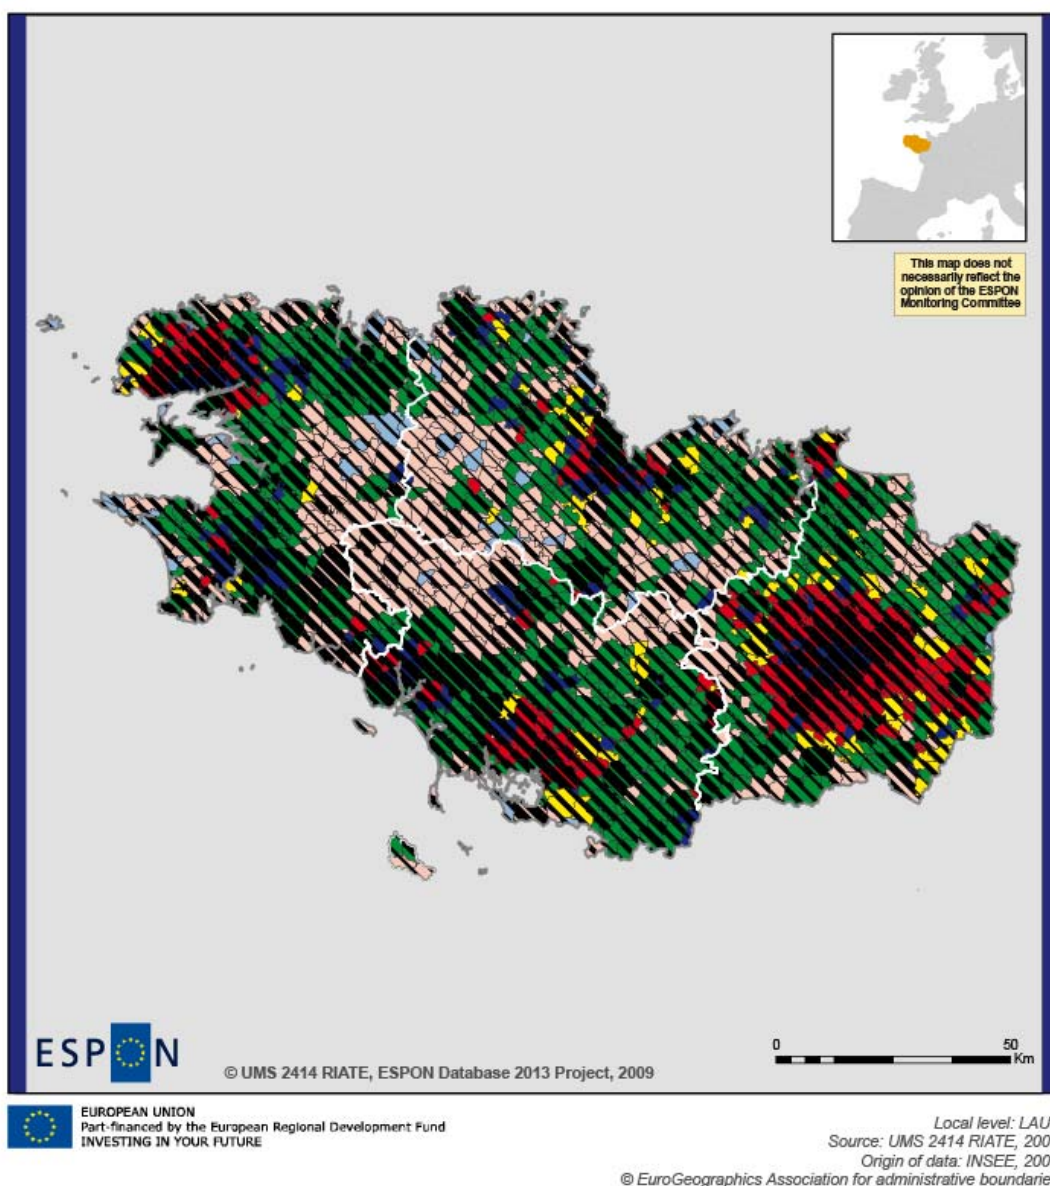 This map does not
necessarily reflect the
opinion of the ESPON
Monitoring Committee
ESPON
© UMS 2414 RIATE, ESPON Database 2013 Project, 2009
0 50
Km
EUROPEAN UNION
Part-financed by the European Regional Development Fund
INVESTING IN YOUR FUTURE
Local level: LAU
Source: UMS 2414 RIATE, 200
Origin of data: INSEE, 200
© EuroGeographics Association for administrative boundarie